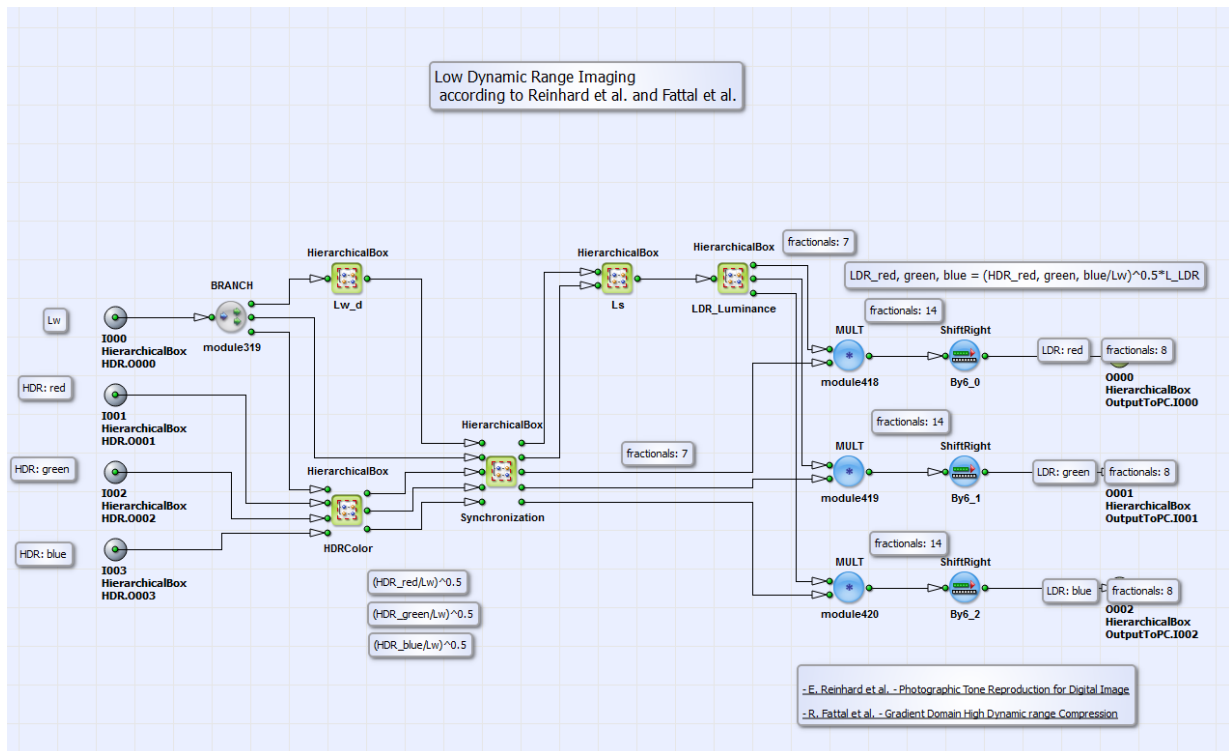 Low Dynamic Range Imaging
according to Reinhard et al. and Fattal et al.
HierarchicalBox
Lw_d
BRANCH
module319
Lw
I000
HierarchicalBox
HDR.O000
HDR: red
I001
HierarchicalBox
HDR.O001
HDR: green
I002
HierarchicalBox
HDR.O002
HDR: blue
I003
HierarchicalBox
HDR.O003
HierarchicalBox
HDRColor
(HDR_red/Lw)^0.5
(HDR_green/Lw)^0.5
(HDR_blue/Lw)^0.5
HierarchicalBox
Synchronization
fractionals: 7
HierarchicalBox
Ls
HierarchicalBox
LDR_Luminance
fractionals: 7
LDR_red, green, blue = (HDR_red, green, blue/Lw)^0.5*L_LDR
fractionals: 14
MULT
module418
ShiftRight
By6_0
LDR: red
fractionals: 8
O000
HierarchicalBox
OutputToPC.I000
fractionals: 14
MULT
module419
ShiftRight
By6_1
LDR: green
fractionals: 8
O001
HierarchicalBox
OutputToPC.I001
fractionals: 14
MULT
module420
ShiftRight
By6_2
LDR: blue
fractionals: 8
O002
HierarchicalBox
OutputToPC.I002
- E. Reinhard et al. - Photographic Tone Reproduction for Digital Image
- R. Fattal et al. - Gradient Domain High Dynamic range Compression